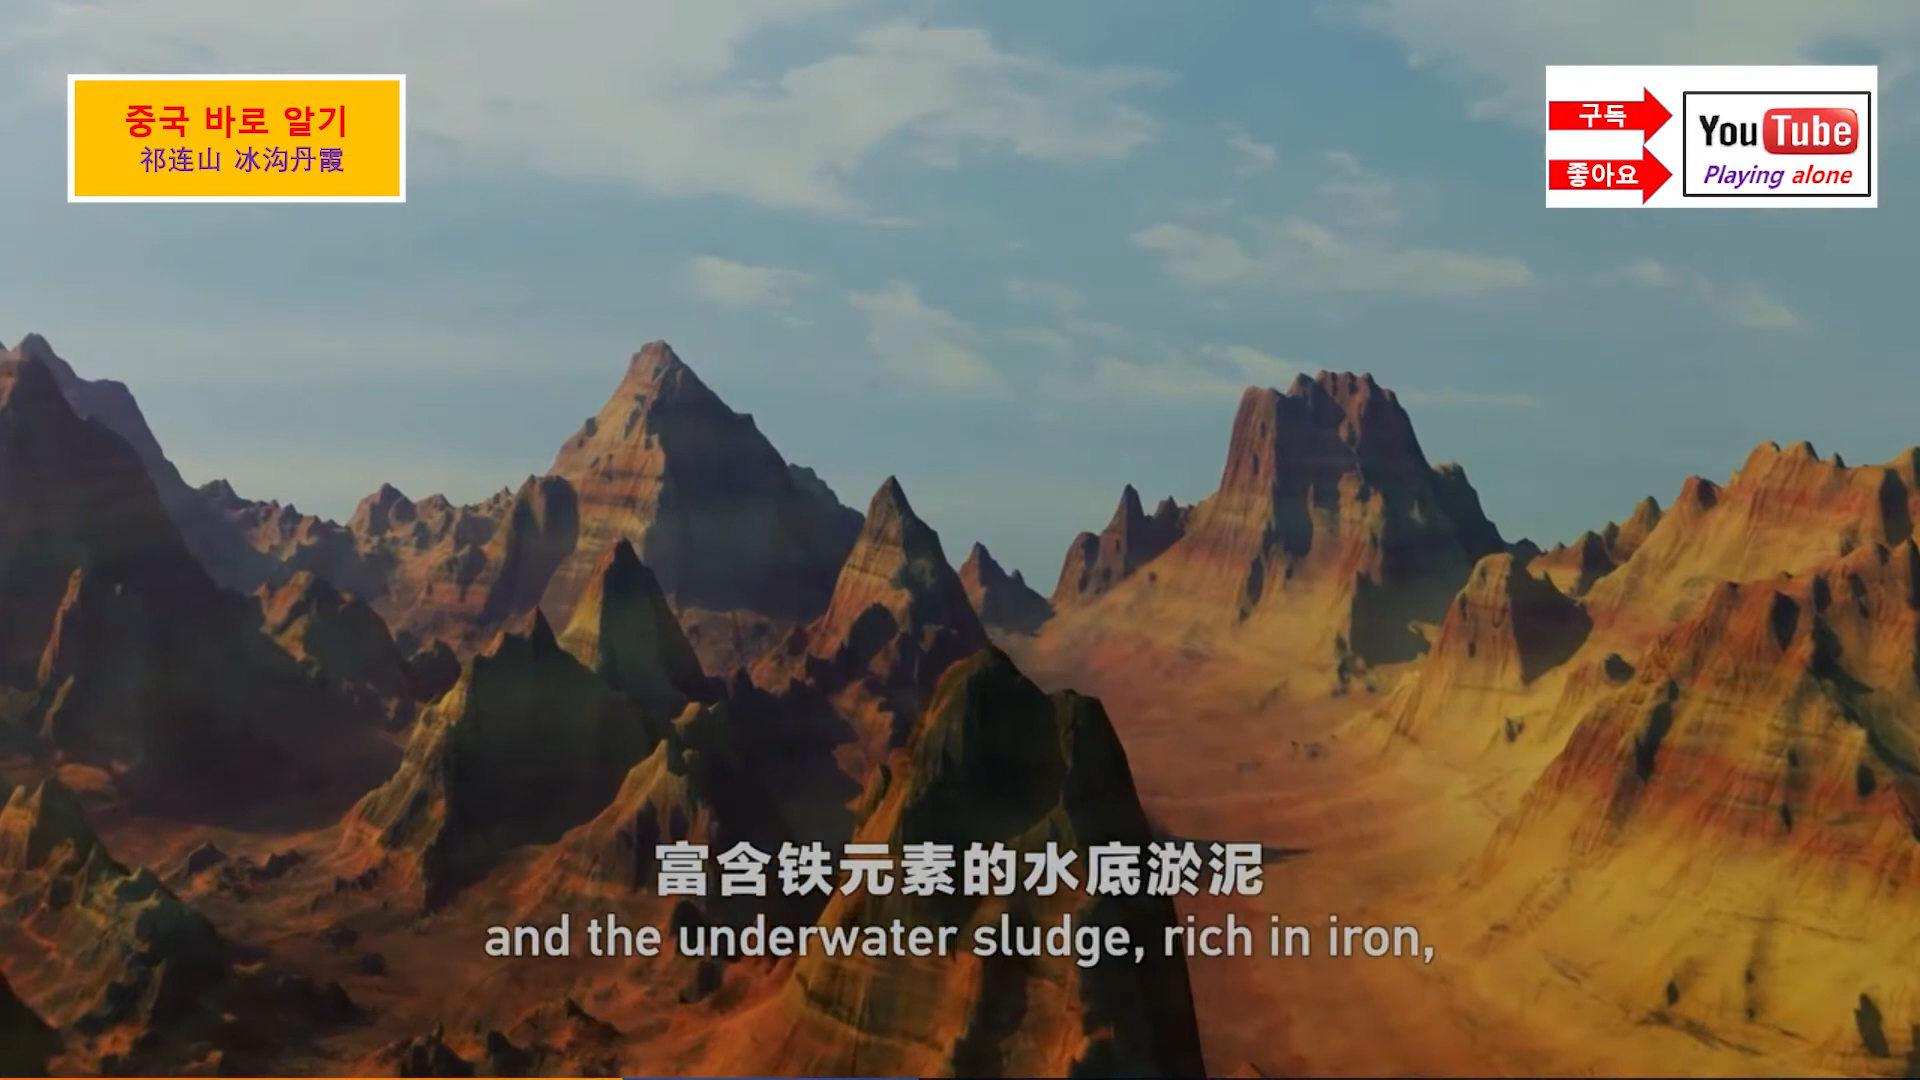 중국 바로 알기
祁连山 冰沟丹霞
구독
좋아요
YouTube
Playing alone
富含铁元素的水底淤泥
and the underwater sludge, rich in iron,